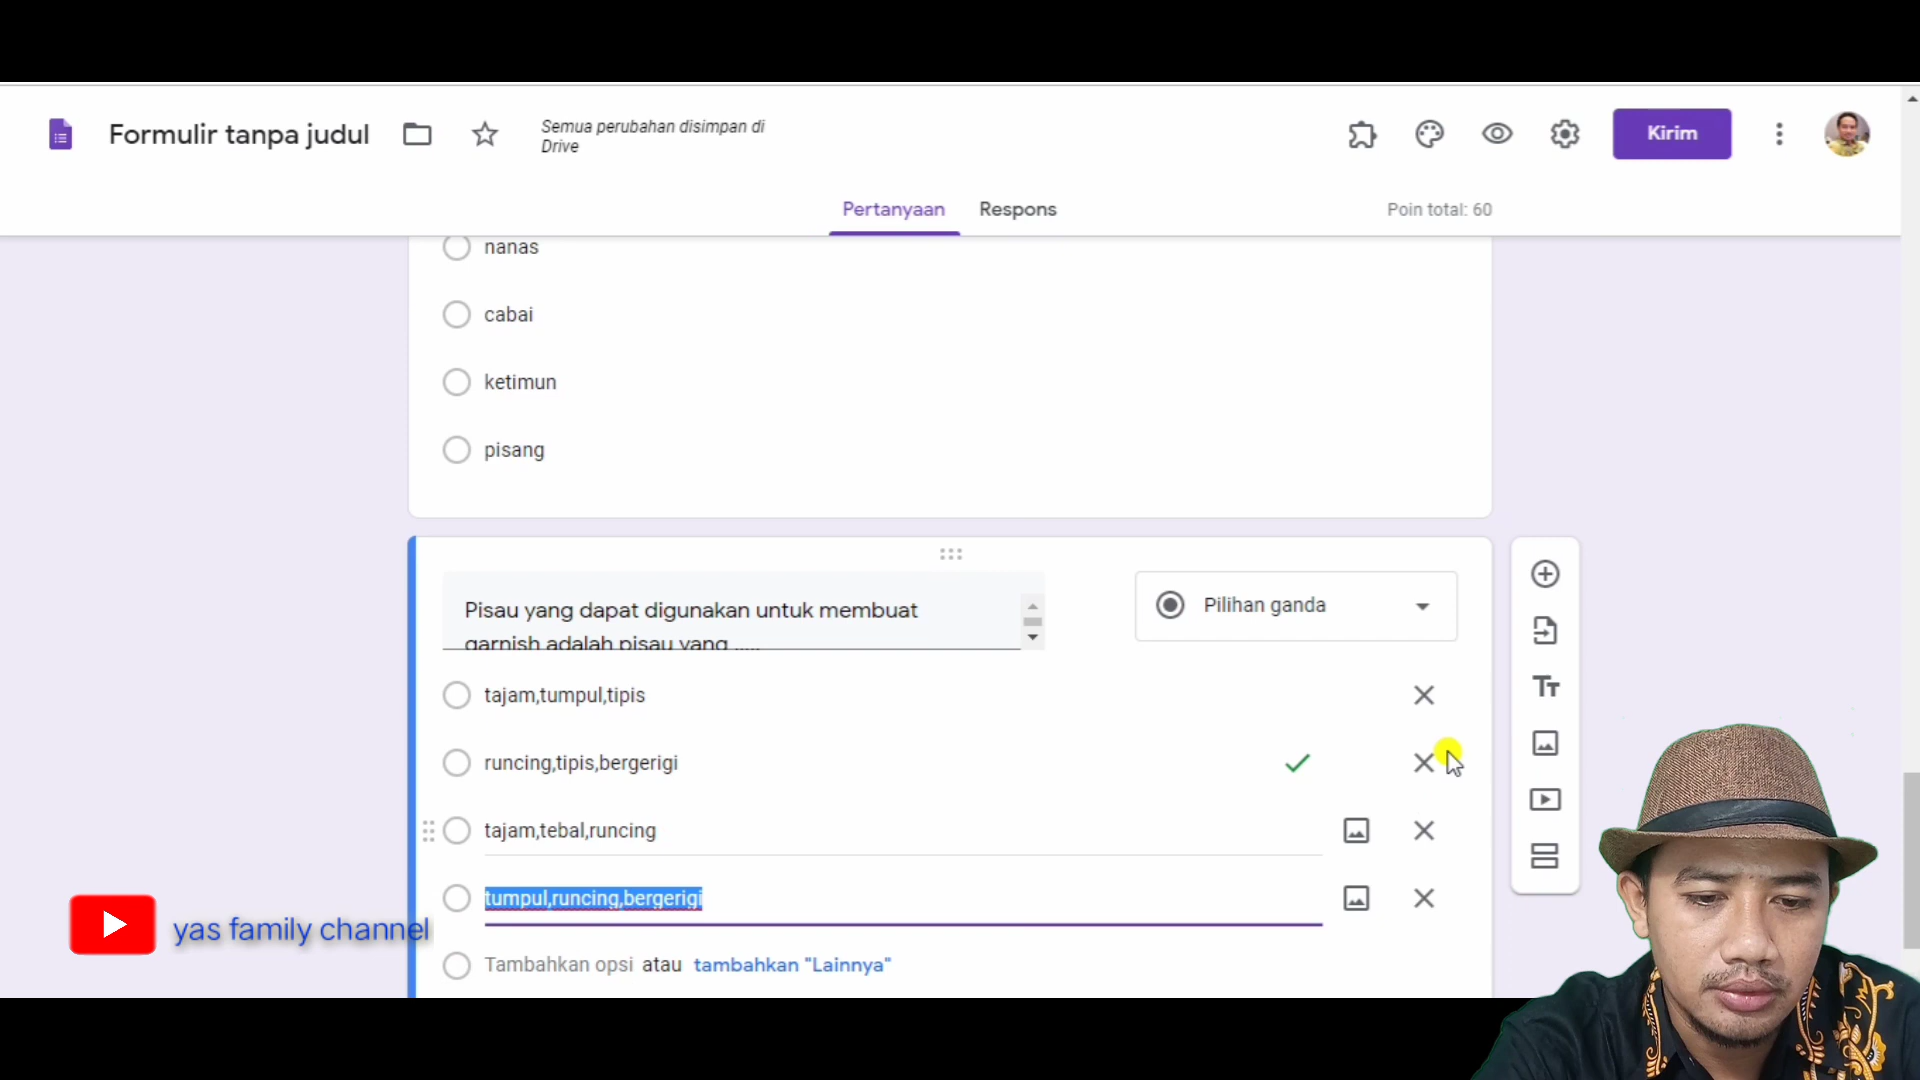 Formulir tanpa judul
Semua perubahan disimpan di
Drive
Kirim
Pertanyaan
Respons
Poin total: 60
nanas
cabai
ketimun
pisang
Pisau yang dapat digunakan untuk membuat
garnish adalah pisau yang .....
Pilihan ganda
tajam,tumpul,tipis
runcing,tipis,bergerigi
tajam,tebal,runcing
tumpul,runcing,bergerigi
Tambahkan opsi atau tambahkan "Lainnya"
yas family channel